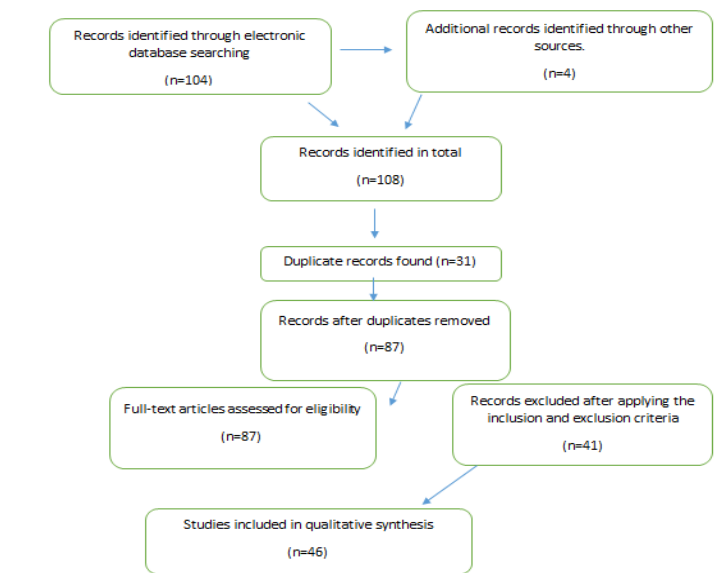 Records identified through electronic
database searching
(n=104)
Additional records identified through other
sources.
(n=4)
Records identified in total
(n=108)
Duplicate records found (n=31)
Records after duplicates removed
(n=87)
Full-text articles assessed for eligibility
(n=87)
Records excluded after applying the
inclusion and exclusion criteria
(n=41)
Studies included in qualitative synthesis
(n=46)